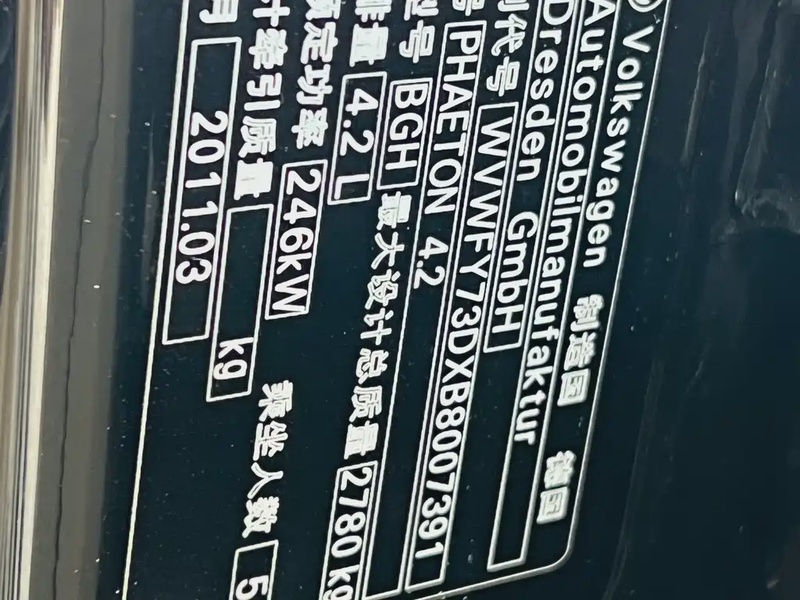 Volkswagen 制造国 德国
Automobilmanufaktur
Dresden GmbH
代号 WVWFY73DXB8007391
号 PHAETON 4.2
型号 BGH 最大设计总质量 2780 kg
排量 4.2 L
额定功率 246kW 乘坐人数 5
计牵引质量 kg
月 2011.03